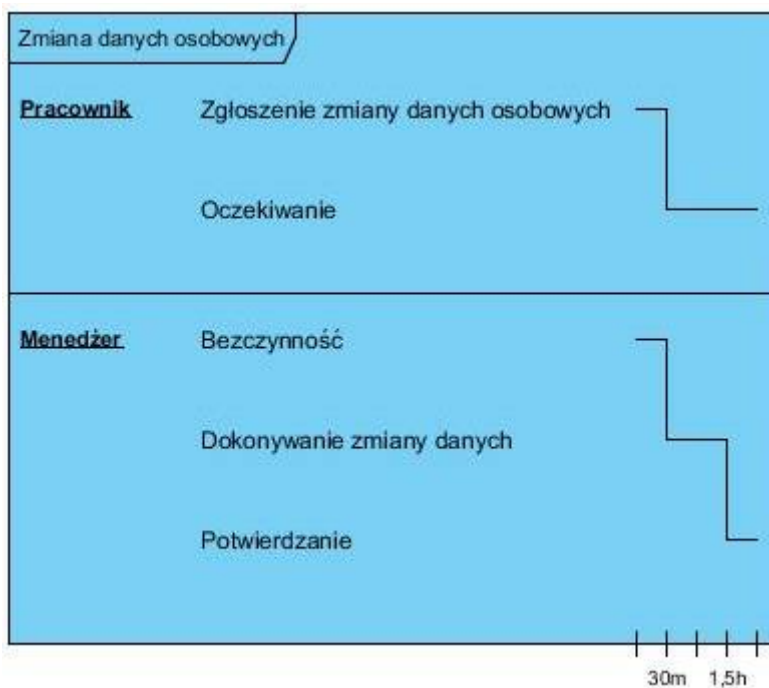 Zmiana danych osobowych
Pracownik
Zgłoszenie zmiany danych osobowych
Oczekiwanie
Menedżer
Bezczynność
Dokonywanie zmiany danych
Potwierdzanie
30m 1,5h